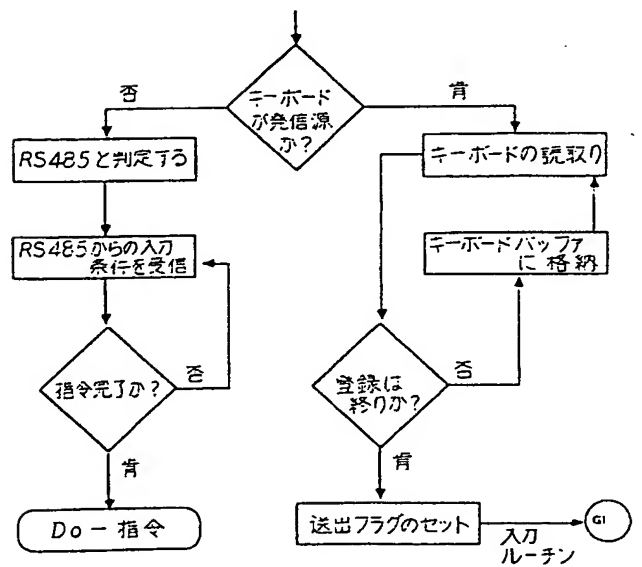 キーボード
が発信源
か?
否
肯
RS485と判定する
キーボードの読取り
RS485からの入力
条行を受信
キーボードバッファ
に格納
指令完了か?
否
登録は
終りか?
否
肯
肯
Do－指令
送出フラグのセット
入力
ルーチン
G1